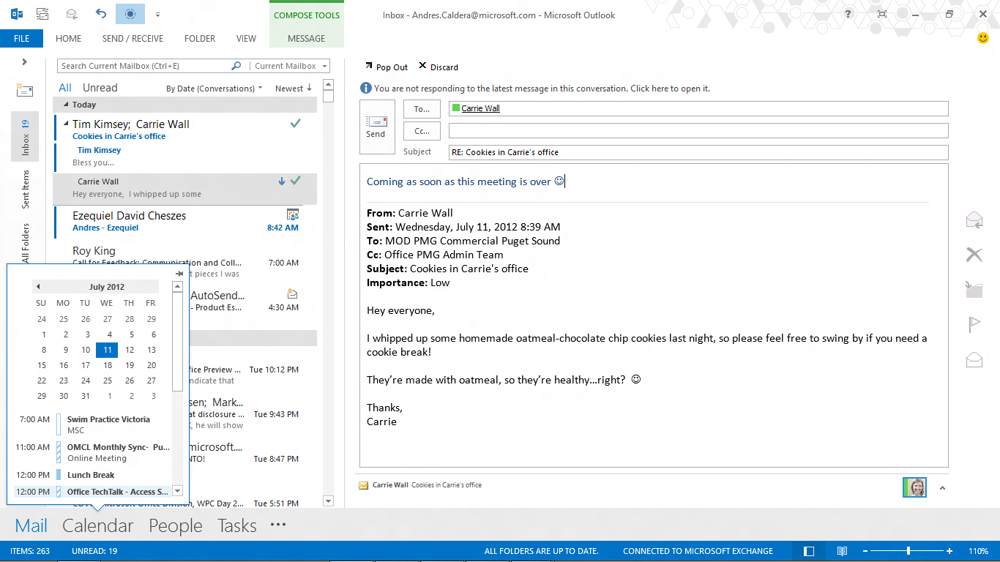 COMPOSE TOOLS
Inbox - Andres.Caldera@microsoft.com - Microsoft Outlook
?
FILE HOME SEND / RECEIVE FOLDER VIEW MESSAGE
Search Current Mailbox (Ctrl+E) Current Mailbox
All Unread By Date (Conversations) Newest
Today
Tim Kimsey; Carrie Wall
Cookies in Carrie's office
Tim Kimsey
Bless you...
Carrie Wall
Hey everyone, I whipped up some
Ezequiel David Cheszes
Andres - Ezequiel 8:42 AM
Roy King
Call for Feedback: Communication and Coll... 7:00 AM
t pieces I was
AutoSend...
- Product Es... 4:30 AM
fice Preview ... Tue 10:12 PM
ndicate that
sen; Mark...
at disclosure ... Tue 9:43 PM
, he will show
microsoft....
NTO! Tue 8:47 PM
Microsoft Office Division, WPC Day 2... Tue 5:51 PM
Inbox 19
Sent Items
All Folders
July 2012
SU MO TU WE TH FR
24 25 26 27 28 29
1 2 3 4 5 6
8 9 10 11 12 13
15 16 17 18 19 20
22 23 24 25 26 27
29 30 31 1 2 3
7:00 AM Swim Practice Victoria
MSC
11:00 AM OMCL Monthly Sync- Pu...
Online Meeting
12:00 PM Lunch Break
12:00 PM Office TechTalk - Access S...
Pop Out Discard
You are not responding to the latest message in this conversation. Click here to open it.
Send
To... Carrie Wall
Cc...
Subject RE: Cookies in Carrie's office
Coming as soon as this meeting is over ☺
From: Carrie Wall
Sent: Wednesday, July 11, 2012 8:39 AM
To: MOD PMG Commercial Puget Sound
Cc: Office PMG Admin Team
Subject: Cookies in Carrie's office
Importance: Low
Hey everyone,
I whipped up some homemade oatmeal-chocolate chip cookies last night, so please feel free to swing by if you need a
cookie break!
They're made with oatmeal, so they're healthy...right? ☺
Thanks,
Carrie
Carrie Wall Cookies in Carrie's office
Mail Calendar People Tasks •••
ITEMS: 263 UNREAD: 19 ALL FOLDERS ARE UP TO DATE. CONNECTED TO MICROSOFT EXCHANGE 110%